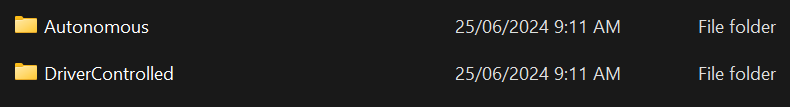 Autonomous 25/06/2024 9:11 AM File folder
DriverControlled 25/06/2024 9:11 AM File folder